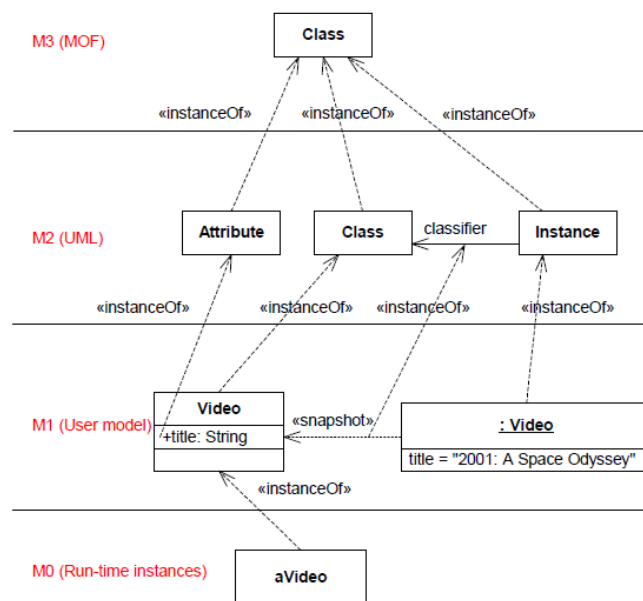 M3 (MOF)
Class
«instanceOf»
«instanceOf»
«instanceOf»
M2 (UML)
Attribute
Class
classifier
Instance
«instanceOf»
«instanceOf»
«instanceOf»
«instanceOf»
M1 (User model)
Video
+title: String
«snapshot»
: Video
title = "2001: A Space Odyssey"
«instanceOf»
M0 (Run-time instances)
aVideo